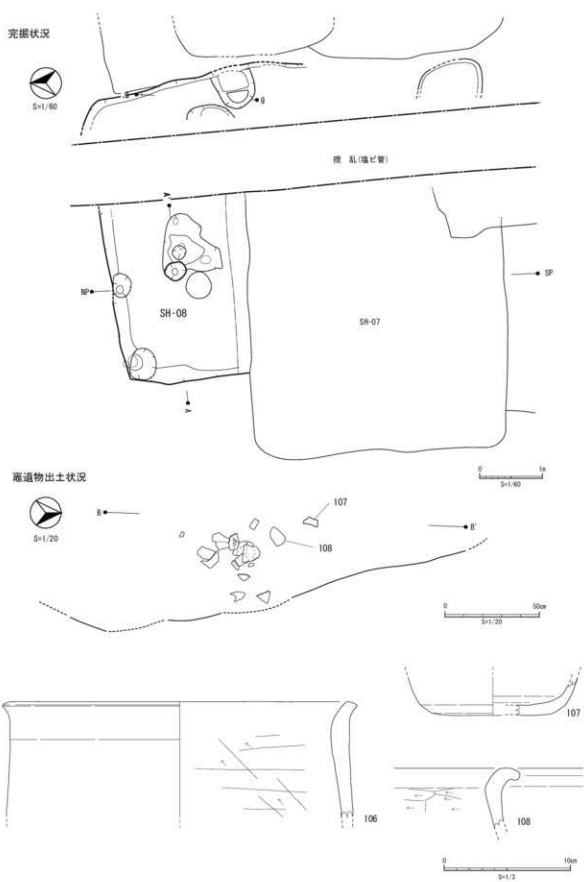 完掘状況
S=1/60
B
B
撹 乱(塩ビ管)
A'
NP
SP
SH-08
SH-07
A
0 1m
S=1/60
竈遺物出土状況
S=1/20
107
B
B'
108
0 50cm
S=1/20
107
106
108
0 10cm
S=1/3